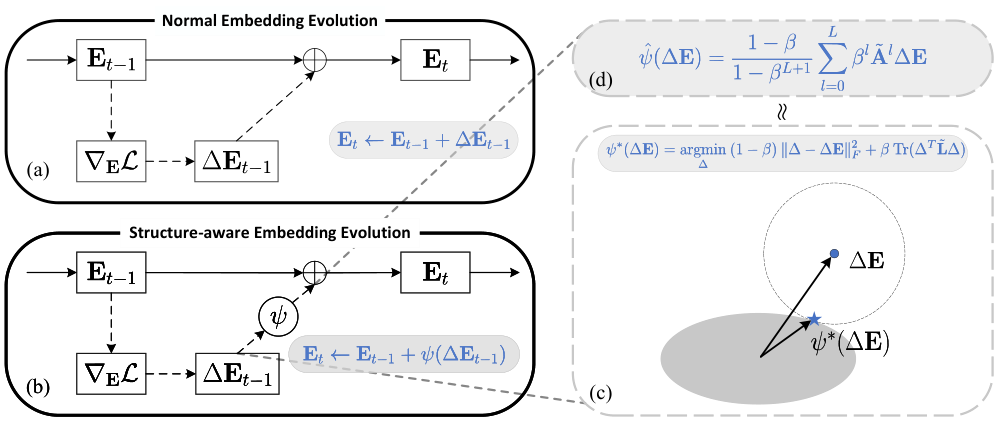 Normal Embedding Evolution
E_{t−1}
E_t
∇_E ℒ
ΔE_{t−1}
E_t ← E_{t−1} + ΔE_{t−1}
(a)
Structure-aware Embedding Evolution
E_{t−1}
E_t
ψ
∇_E ℒ
ΔE_{t−1}
E_t ← E_{t−1} + ψ(ΔE_{t−1})
(b)
ψ̂(ΔE) = \frac{1 − β}{1 − β^{L+1}} \sum_{l=0}^{L} β^l Ã^l ΔE
(d)
≈
ψ*(ΔE) = argmin_Δ (1 − β) ‖Δ − ΔE‖_F^2 + β Tr(Δ^T L̃Δ)
ΔE
ψ*(ΔE)
(c)